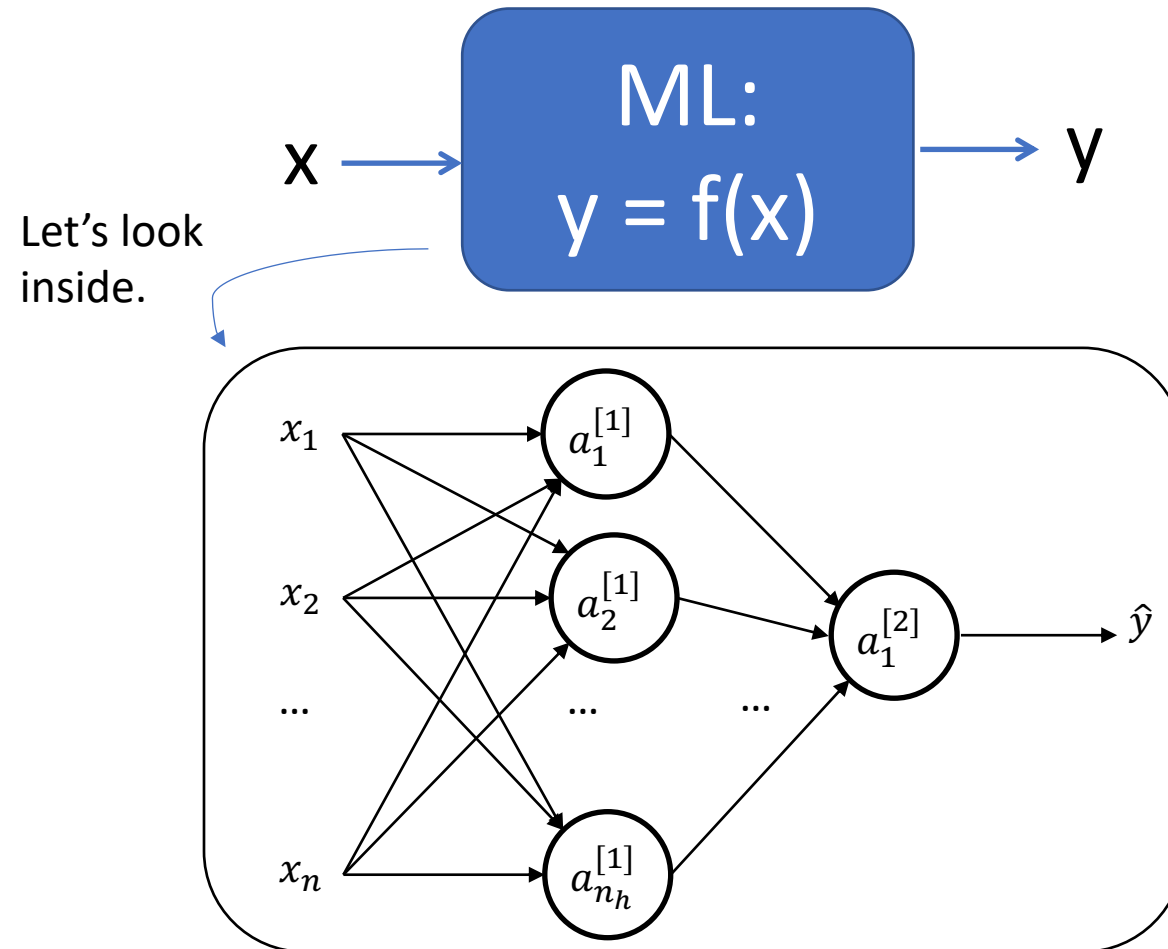 ML:
x
y = f(x)
y
Let’s look
inside.
x₁
a₁^[1]
x₂
a₂^[1]
a₁^[2]
ŷ
...
...
...
xₙ
a_{n_h}^[1]